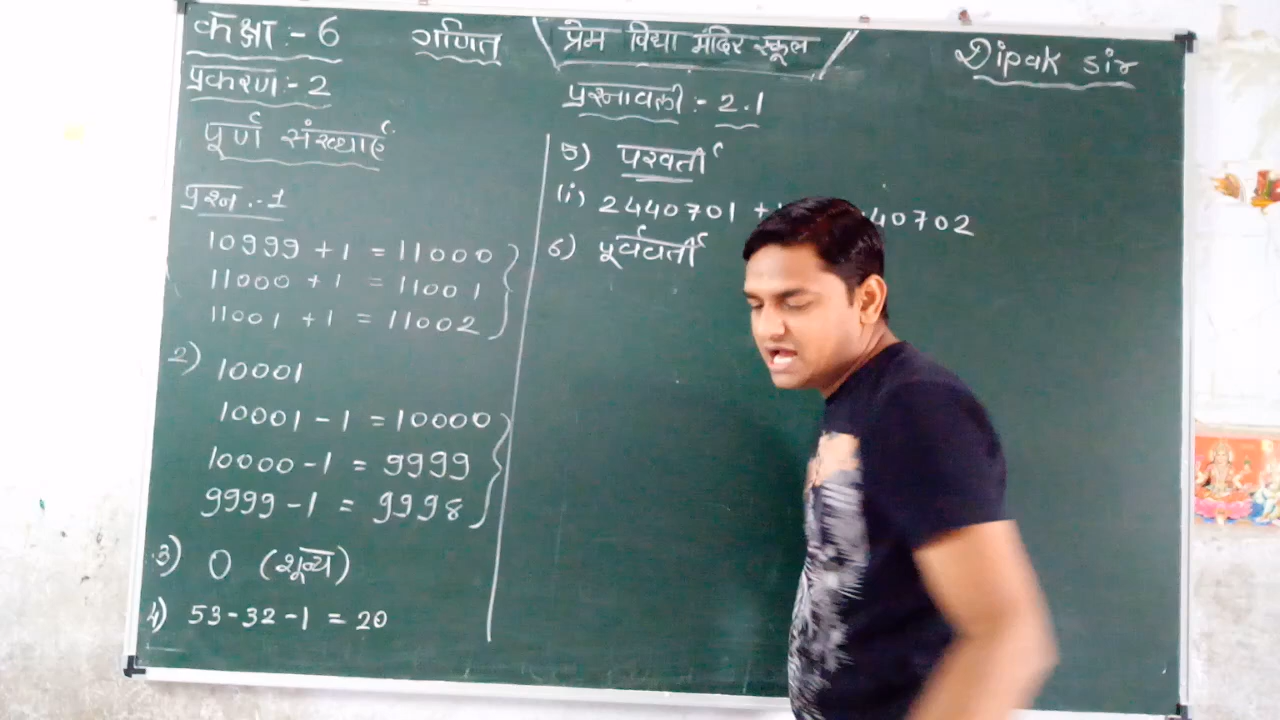 कक्षा :- 6 गणित प्रेम विद्या मंदिर स्कूल Dipak sir
प्रकरण :- 2
पूर्ण संख्याएँ
प्रश्न :- 1
10999 + 1 = 11000
11000 + 1 = 11001
11001 + 1 = 11002
2) 10001
10001 - 1 = 10000
10000 - 1 = 9999
9999 - 1 = 9998
3) 0 (शून्य)
4) 53 - 32 - 1 = 20
प्रश्नावली :- 2.1
5) परवर्ती
(i) 2440701 + 40702
6) पूर्ववर्ती